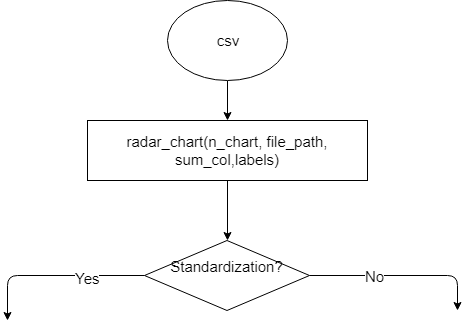 csv
radar_chart(n_chart, file_path,
sum_col,labels)
Standardization?
Yes
No